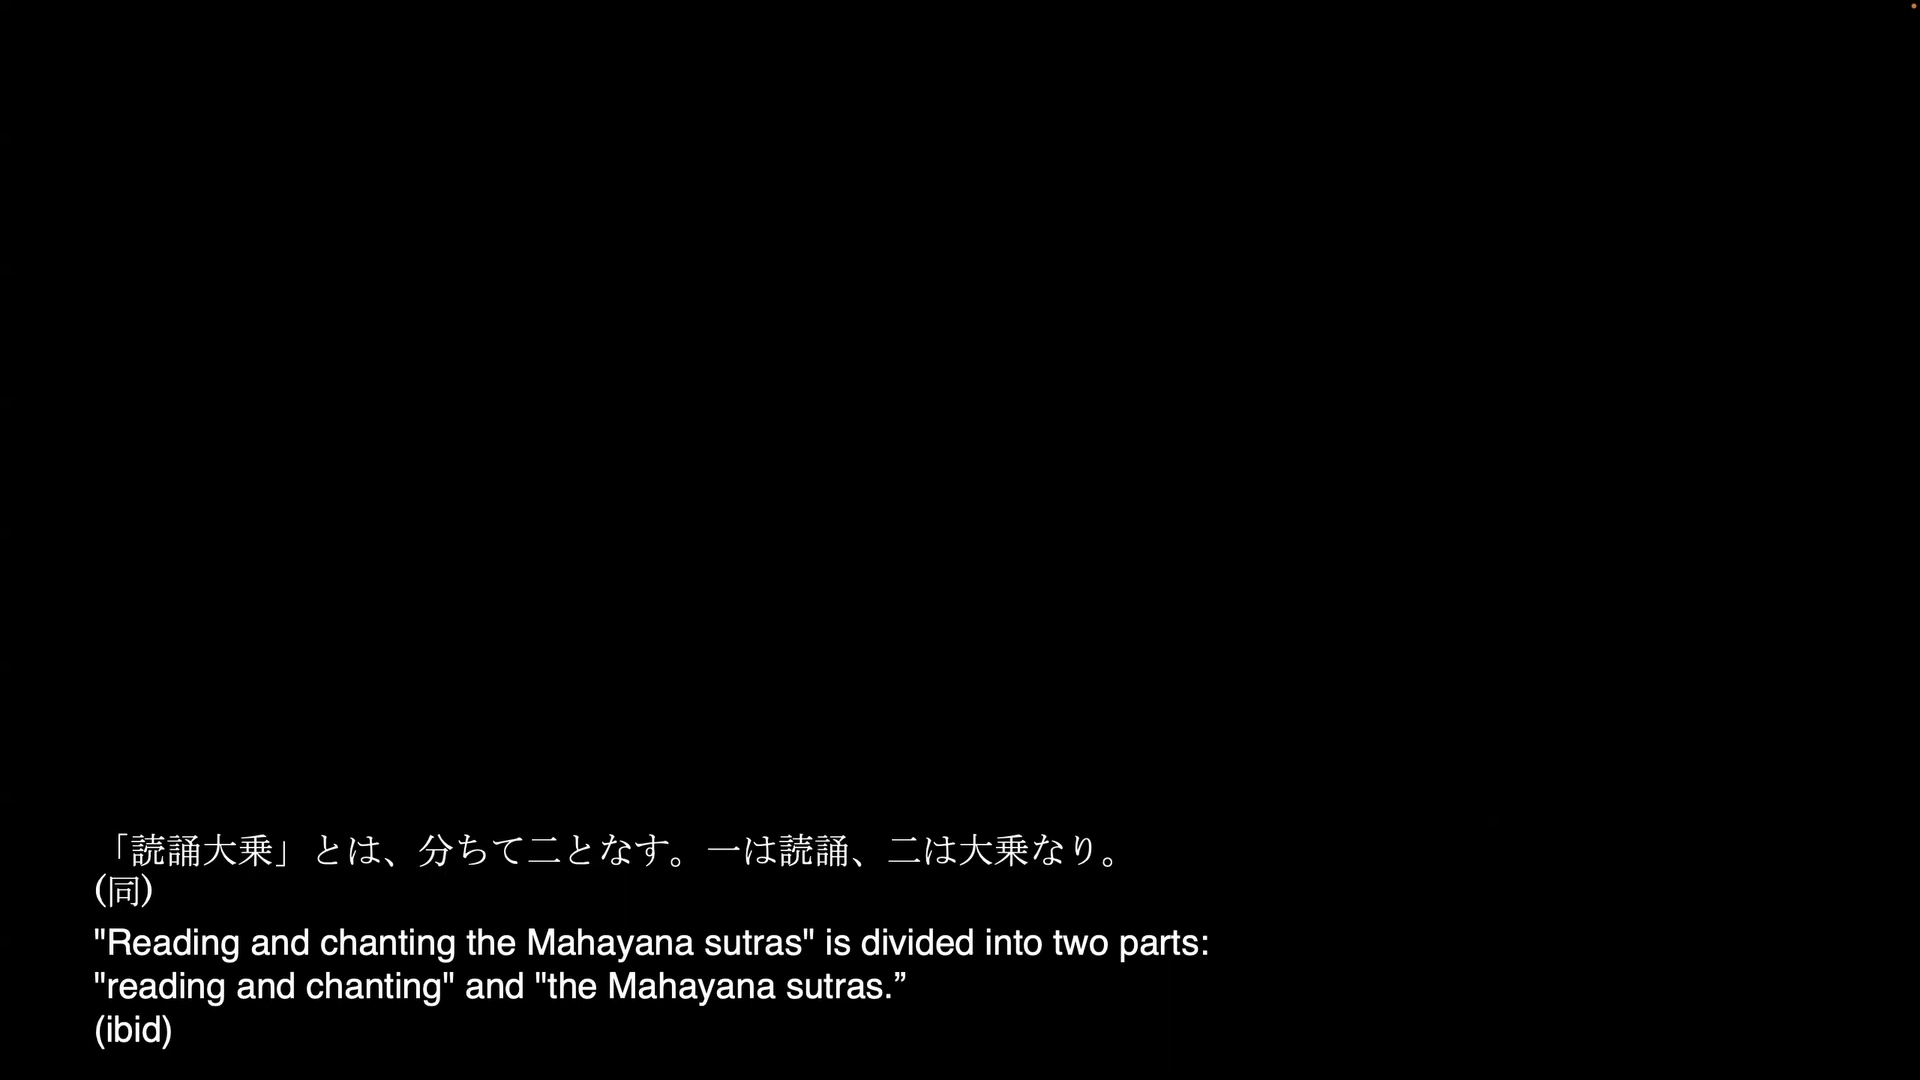 「読誦大乗」とは、分ちて二となす。一は読誦、二は大乗なり。
(同)
"Reading and chanting the Mahayana sutras" is divided into two parts:
"reading and chanting" and "the Mahayana sutras.”
(ibid)